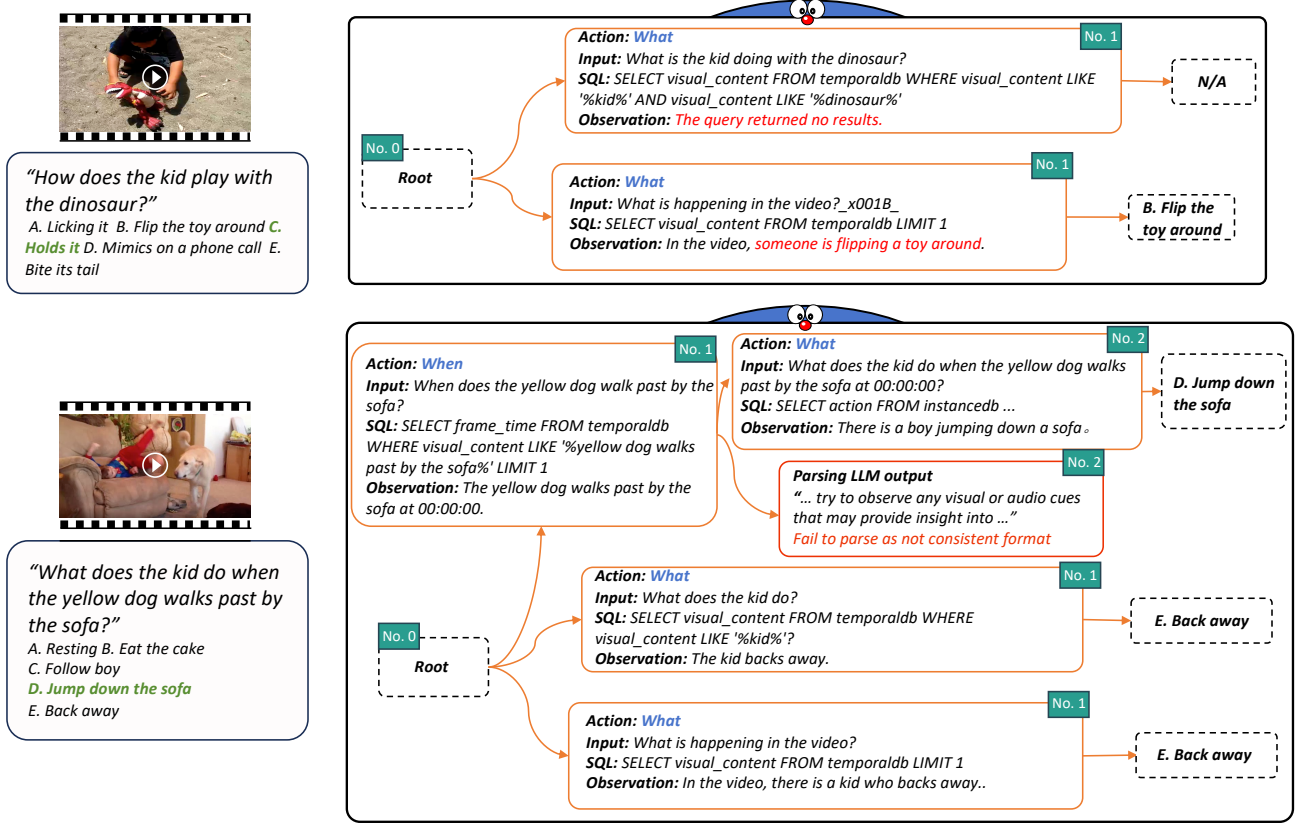 “How does the kid play with
the dinosaur?”
A. Licking it B. Flip the toy around C.
Holds it D. Mimics on a phone call E.
Bite its tail
No. 0
Root
No. 1
Action: What
Input: What is the kid doing with the dinosaur?
SQL: SELECT visual_content FROM temporaldb WHERE visual_content LIKE
'%kid%' AND visual_content LIKE '%dinosaur%'
Observation: The query returned no results.
N/A
No. 1
Action: What
Input: What is happening in the video?_x001B_
SQL: SELECT visual_content FROM temporaldb LIMIT 1
Observation: In the video, someone is flipping a toy around.
B. Flip the
toy around
“What does the kid do when
the yellow dog walks past by
the sofa?”
A. Resting B. Eat the cake
C. Follow boy
D. Jump down the sofa
E. Back away
No. 0
Root
No. 1
Action: When
Input: When does the yellow dog walk past by the
sofa?
SQL: SELECT frame_time FROM temporaldb
WHERE visual_content LIKE '%yellow dog walks
past by the sofa%' LIMIT 1
Observation: The yellow dog walks past by the
sofa at 00:00:00.
No. 2
Action: What
Input: What does the kid do when the yellow dog walks
past by the sofa at 00:00:00?
SQL: SELECT action FROM instancedb ...
Observation: There is a boy jumping down a sofa。
D. Jump down
the sofa
No. 2
Parsing LLM output
“... try to observe any visual or audio cues
that may provide insight into ...”
Fail to parse as not consistent format
No. 1
Action: What
Input: What does the kid do?
SQL: SELECT visual_content FROM temporaldb WHERE
visual_content LIKE '%kid%'?
Observation: The kid backs away.
E. Back away
No. 1
Action: What
Input: What is happening in the video?
SQL: SELECT visual_content FROM temporaldb LIMIT 1
Observation: In the video, there is a kid who backs away..
E. Back away